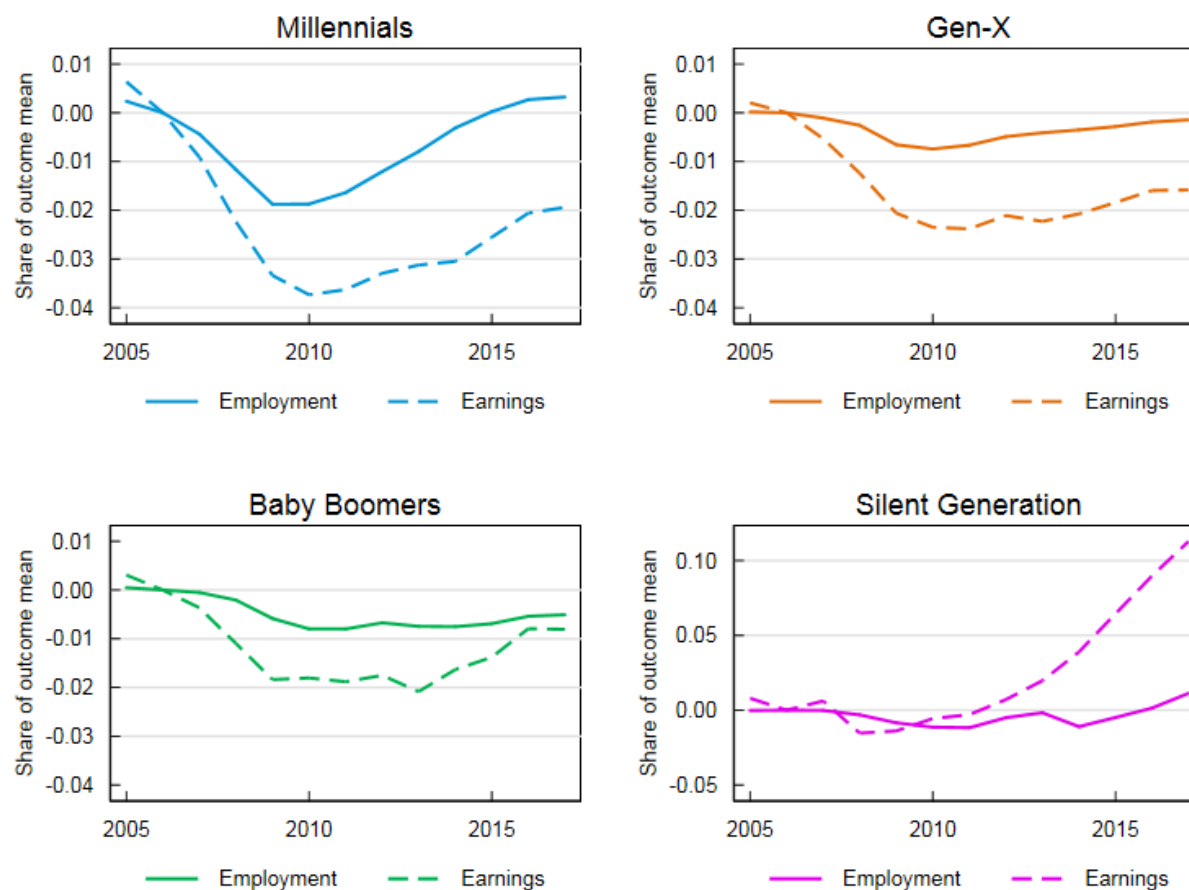 Millennials
Share of outcome mean
0.01
0.00
-0.01
-0.02
-0.03
-0.04
2005 2010 2015
Employment Earnings
Gen-X
Share of outcome mean
0.01
0.00
-0.01
-0.02
-0.03
-0.04
2005 2010 2015
Employment Earnings
Baby Boomers
Share of outcome mean
0.01
0.00
-0.01
-0.02
-0.03
-0.04
2005 2010 2015
Employment Earnings
Silent Generation
Share of outcome mean
0.10
0.05
0.00
-0.05
2005 2010 2015
Employment Earnings